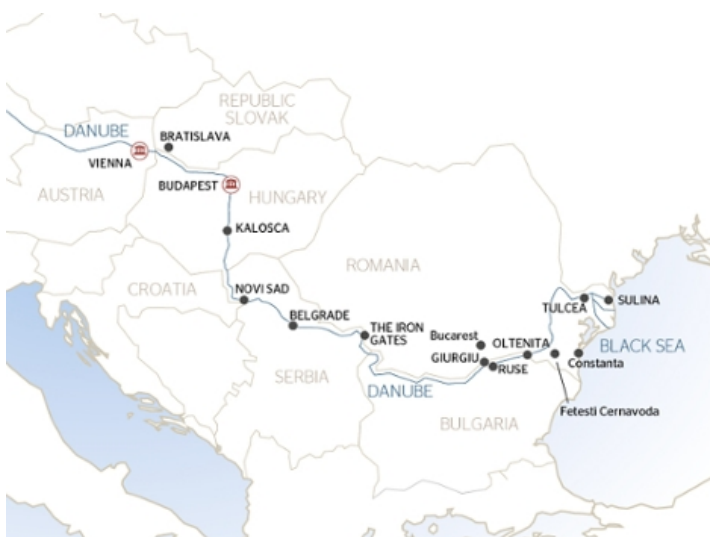 REPUBLIC
SLOVAK
DANUBE
BRATISLAVA
VIENNA
BUDAPEST
AUSTRIA
HUNGARY
KALOSCA
ROMANIA
CROATIA
NOVI SAD
BELGRADE
TULCEA
SULINA
THE IRON
GATES
Bucarest
OLTENITA
BLACK SEA
GIURGIU
RUSE
Constanta
SERBIA
DANUBE
Fetesti Cernavoda
BULGARIA